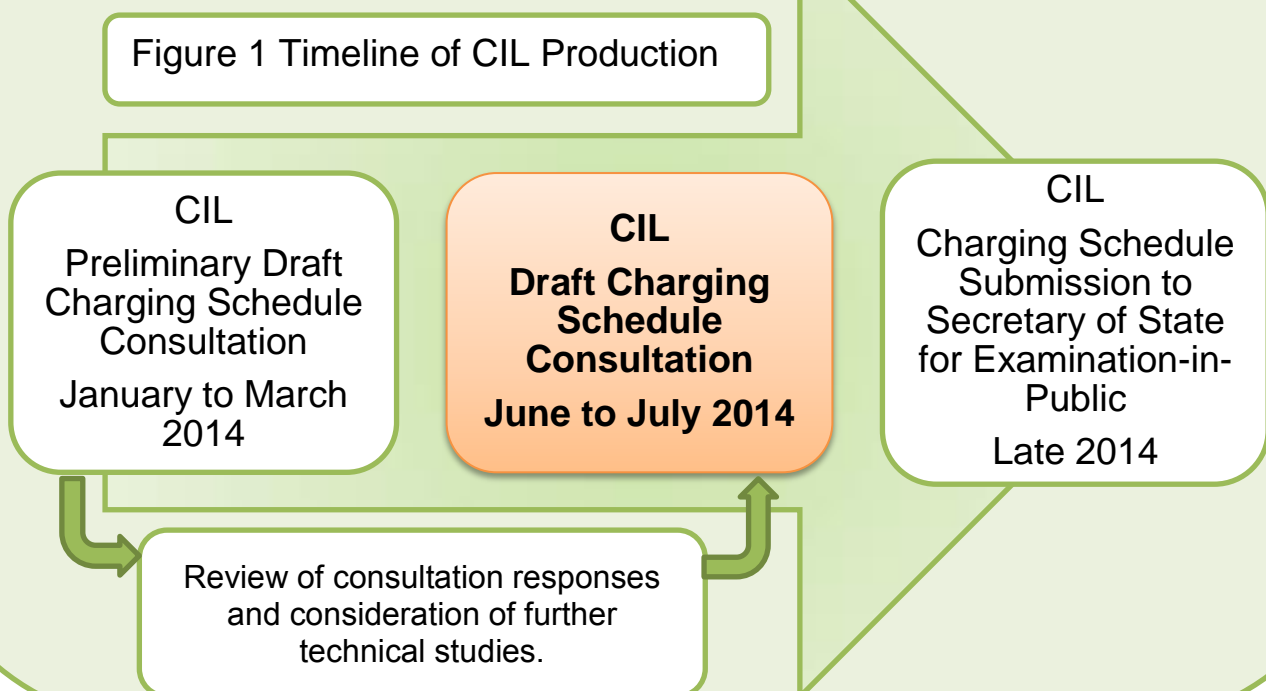 Figure 1 Timeline of CIL Production
CIL
Preliminary Draft
Charging Schedule
Consultation
January to March
2014
CIL
Draft Charging
Schedule
Consultation
June to July 2014
CIL
Charging Schedule
Submission to
Secretary of State
for Examination-in-
Public
Late 2014
Review of consultation responses
and consideration of further
technical studies.